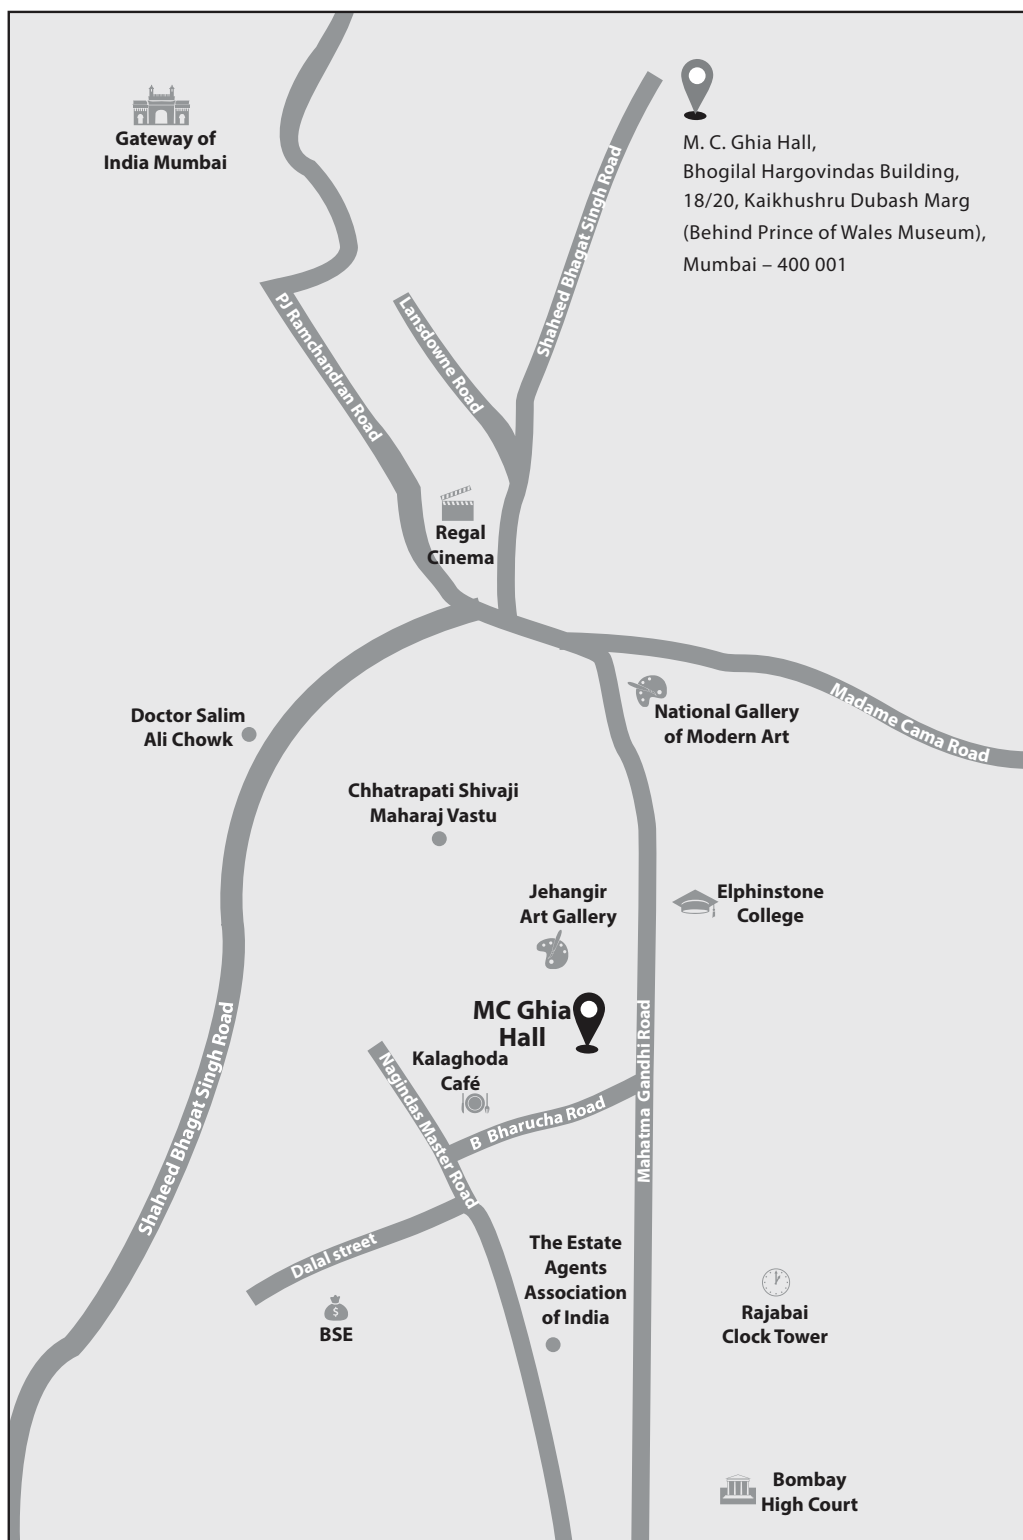 Gateway of
India Mumbai
M. C. Ghia Hall,
Bhogilal Hargovindas Building,
18/20, Kaikhushru Dubash Marg
(Behind Prince of Wales Museum),
Mumbai – 400 001
Shaheed Bhagat Singh Road
PJ Ramchandran Road
Lansdowne Road
Regal
Cinema
Madame Cama Road
National Gallery
of Modern Art
Doctor Salim
Ali Chowk
Chhatrapati Shivaji
Maharaj Vastu
Jehangir
Art Gallery
Elphinstone
College
MC Ghia
Hall
Kalaghoda
Café
Nagindas Master Road
B Bharucha Road
Mahatma Gandhi Road
Shaheed Bhagat Singh Road
Dalal street
$
BSE
The Estate
Agents
Association
of India
Rajabai
Clock Tower
Bombay
High Court